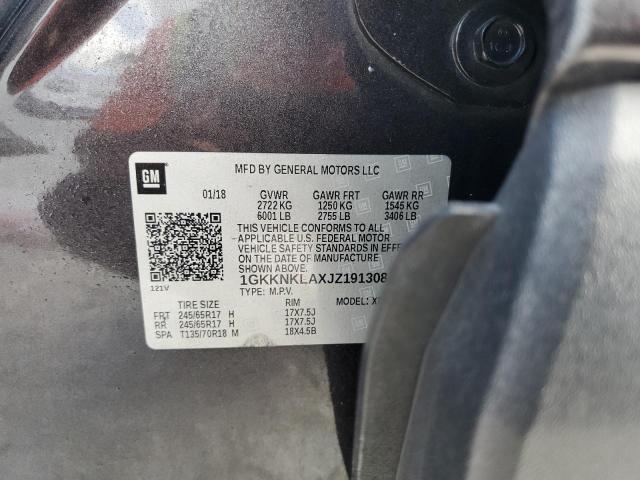 10.9
GM
MFD BY GENERAL MOTORS LLC
01/18 GVWR GAWR FRT GAWR RR
2722 KG 1250 KG 1545 KG
6001 LB 2755 LB 3406 LB
THIS VEHICLE CONFORMS TO ALL
APPLICABLE U.S. FEDERAL MOTOR
VEHICLE SAFETY STANDARDS IN EFFE
ON THE DATE OF MANUFACTURE
SHOWN ABOVE.
1GKKNKLAXJZ191308
121V
TYPE: M.P.V.
TIRE SIZE RIM MODEL: X
FRT 245/65R17 H 17X7.5J
RR 245/65R17 H 17X7.5J
SPA T135/70R18 M 18X4.5B